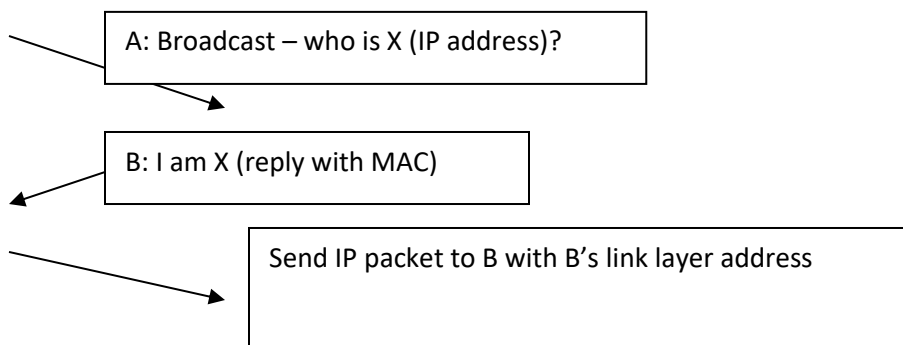 A: Broadcast – who is X (IP address)?
B: I am X (reply with MAC)
Send IP packet to B with B’s link layer address